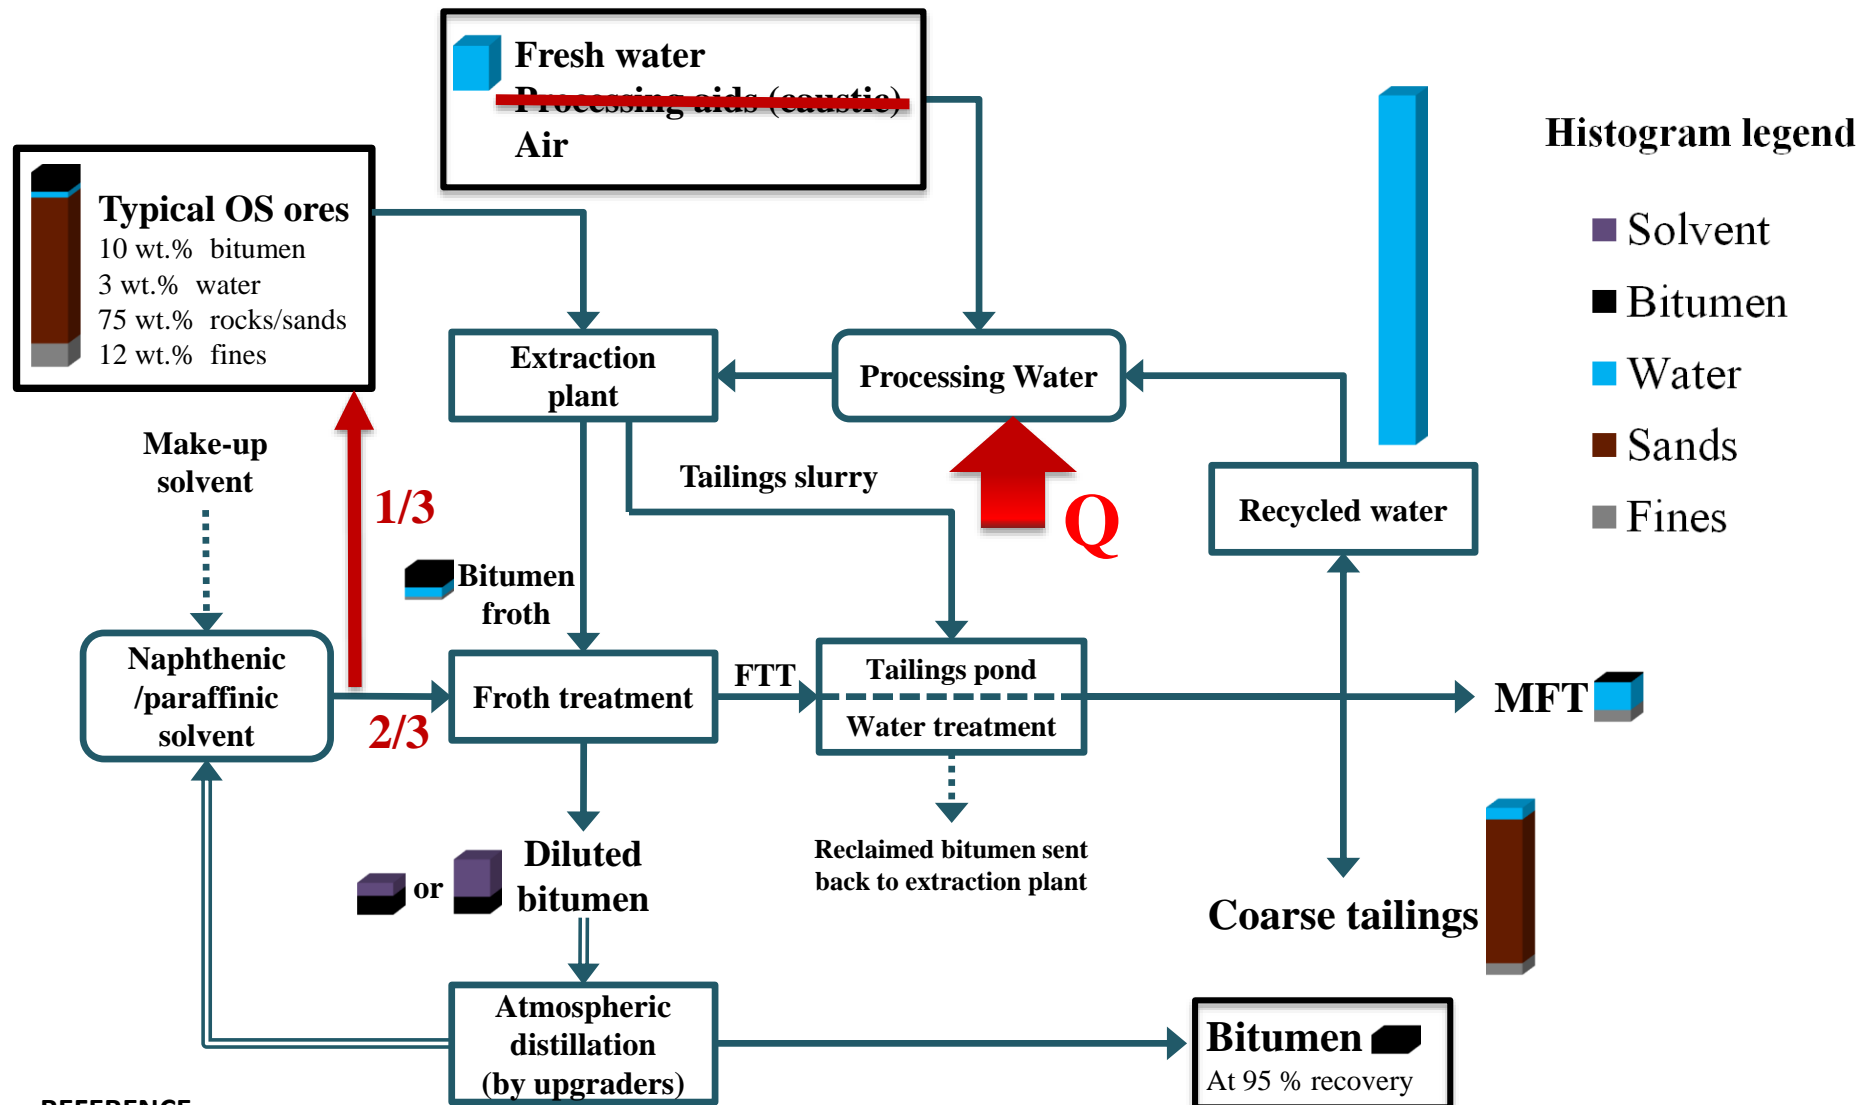 Fresh water
Processing aids (caustic)
Air
Histogram legend
Solvent
Bitumen
Water
Sands
Fines
Typical OS ores
10 wt.% bitumen
3 wt.% water
75 wt.% rocks/sands
12 wt.% fines
Extraction
plant
Processing Water
Make-up
solvent
1/3
Tailings slurry
Q
Recycled water
Bitumen
froth
Naphthenic
/paraffinic
solvent
2/3
Froth treatment
FTT
Tailings pond
Water treatment
MFT
or
Diluted
bitumen
Reclaimed bitumen sent
back to extraction plant
Coarse tailings
Atmospheric
distillation
(by upgraders)
Bitumen
At 95 % recovery
REFERENCE